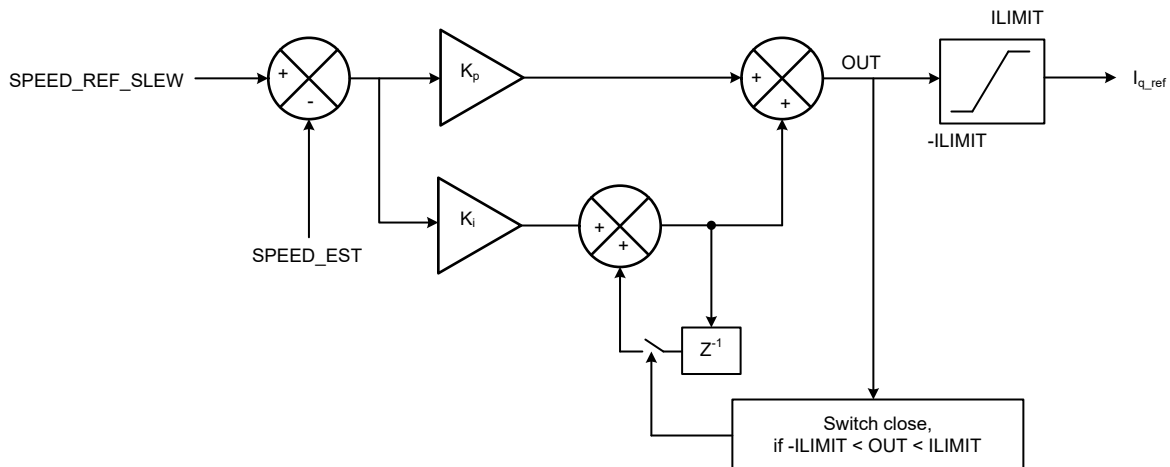 ILIMIT
SPEED_REF_SLEW
+
-
Kp
+
+
OUT
Iq_ref
-ILIMIT
SPEED_EST
Ki
+
+
Z-1
Switch close,
if -ILIMIT < OUT < ILIMIT